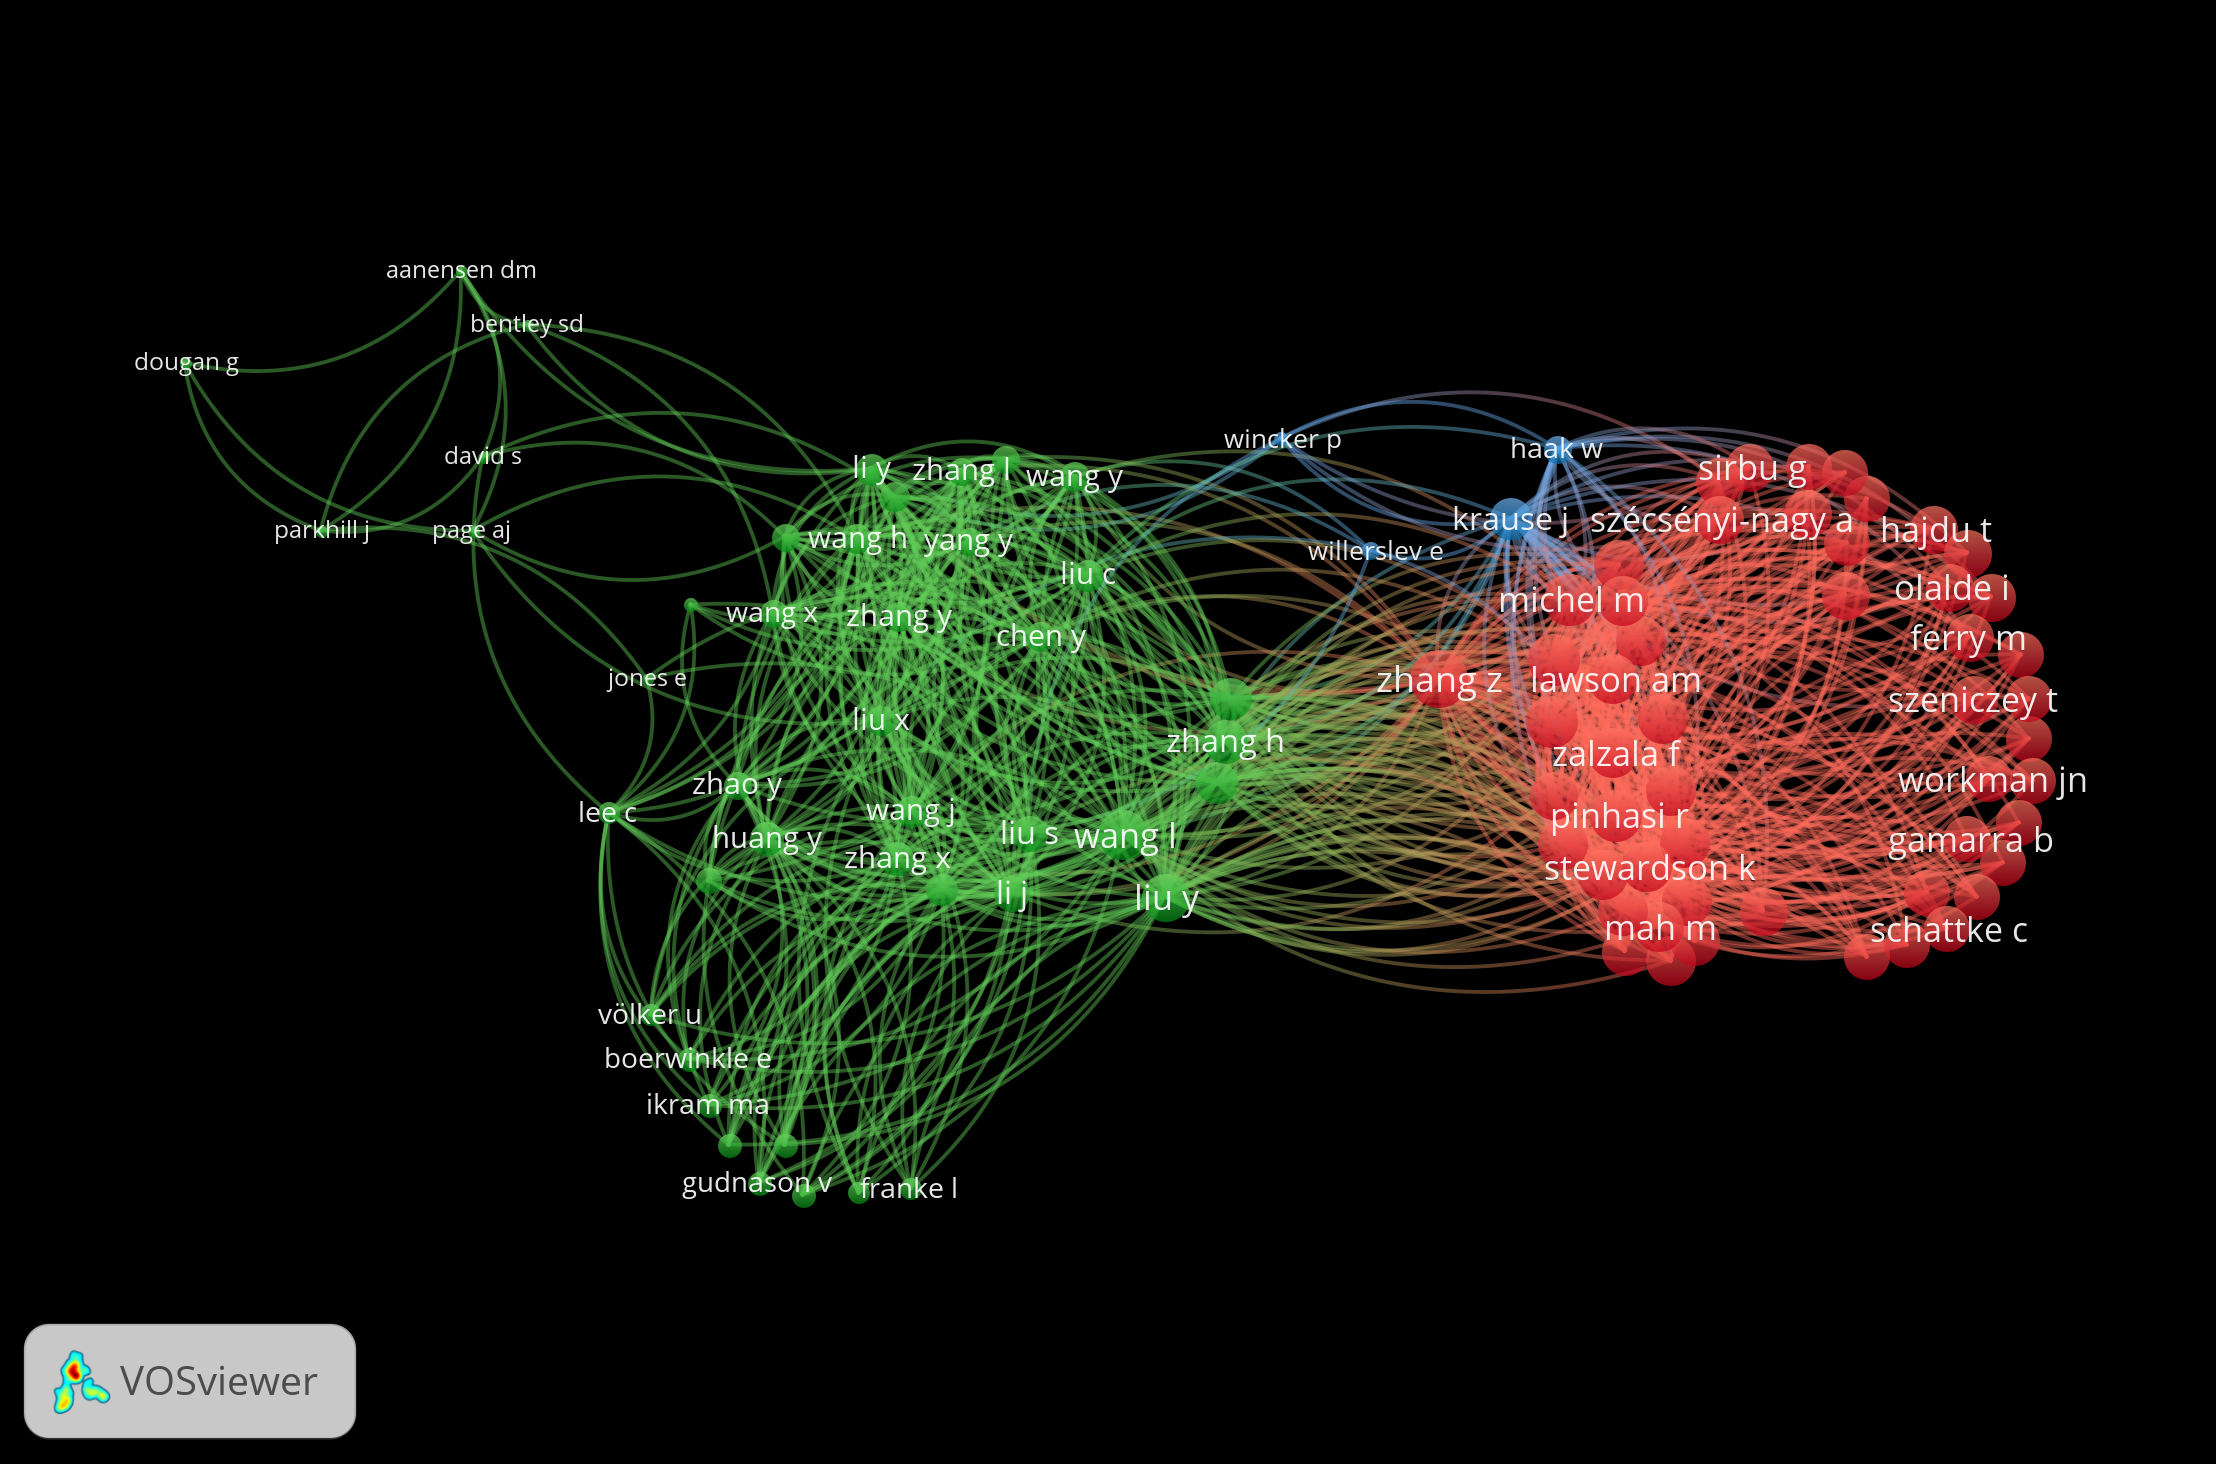 aanensen dm
bentley sd
dougan g
david s
parkhill j
page aj
li y
zhang l
wang y
wang h
yang y
liu c
wang x
zhang y
chen y
jones e
liu x
zhang h
zhao y
lee c
wang j
huang y
liu s
wang l
zhang x
li j
liu y
völker u
boerwinkle e
ikram ma
gudnason v
franke l
wincker p
haak w
krause j
willerslev e
sirbu g
szécsényi-nagy a
hajdu t
michel m
olalde i
ferry m
zhang z
lawson am
szeniczey t
zalzala f
workman jn
pinhasi r
gamarra b
stewardson k
mah m
schattke c
VOSviewer